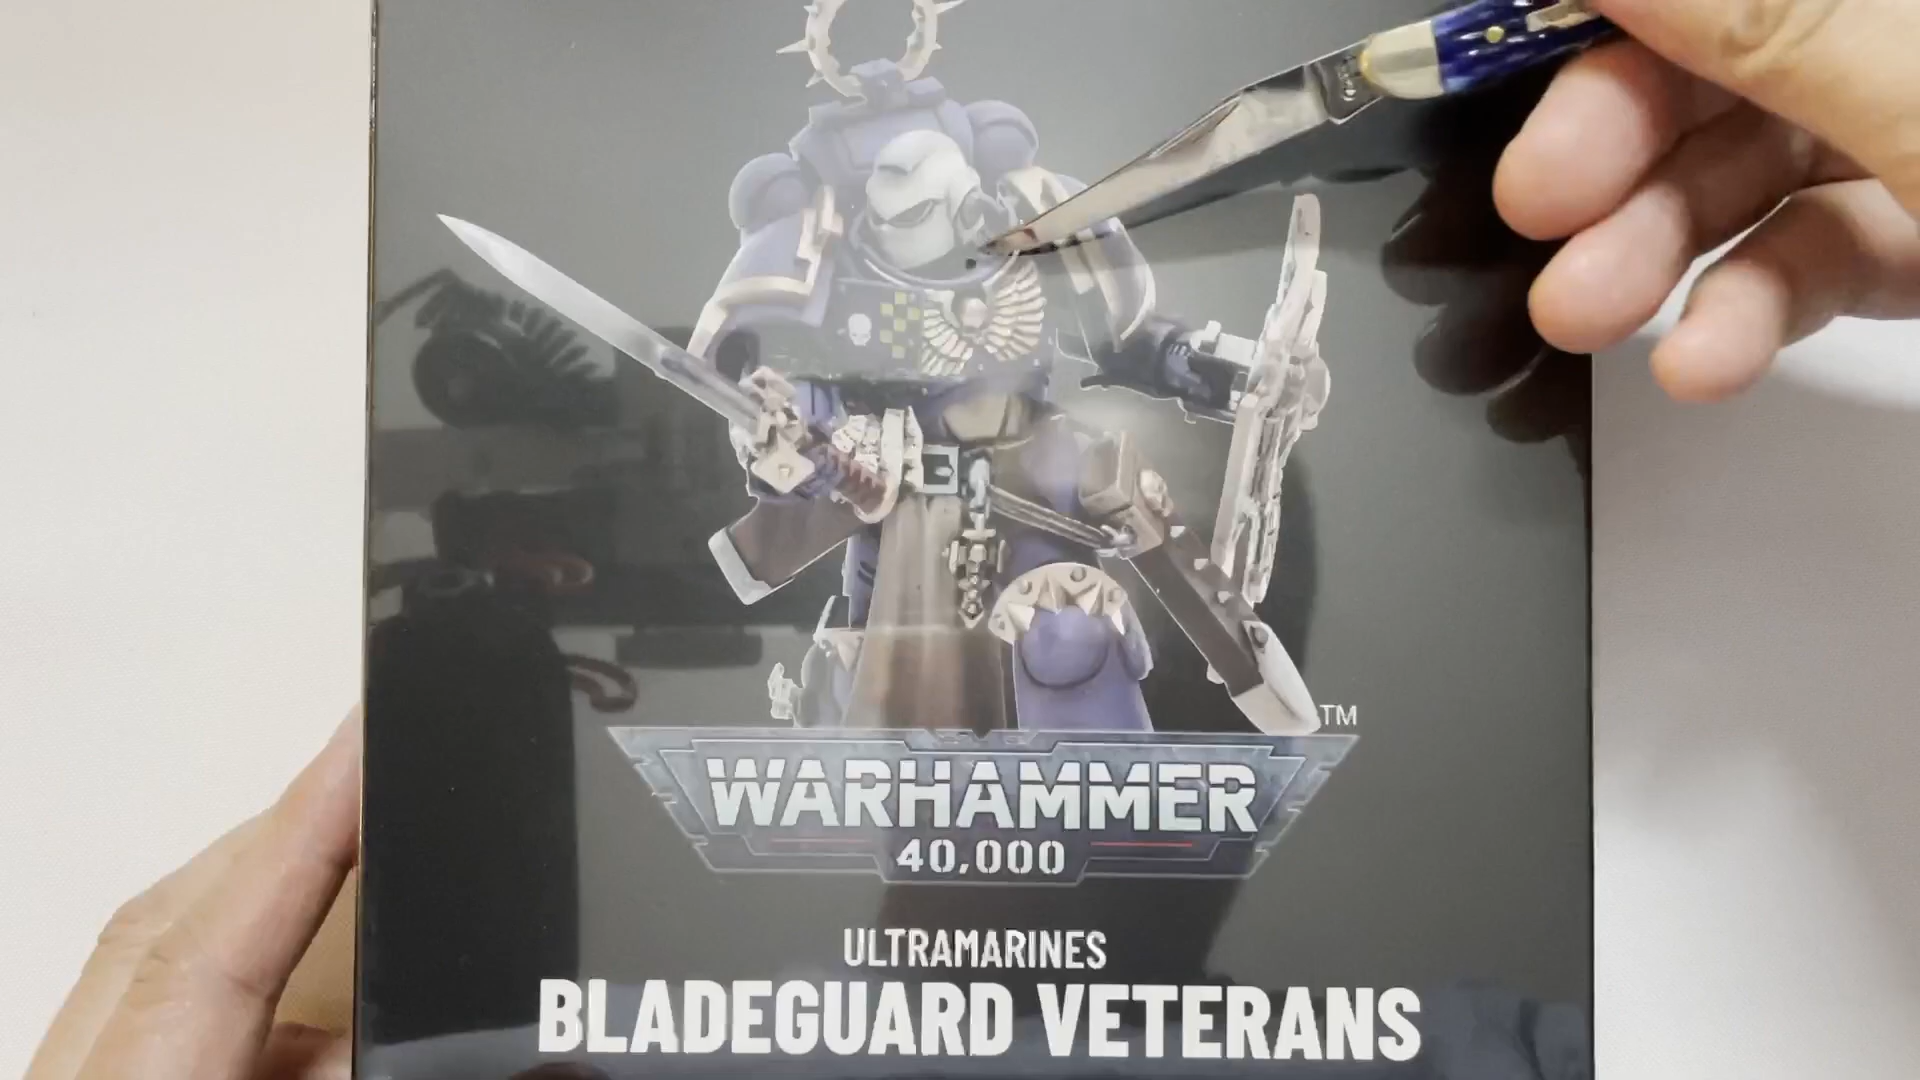 TM
WARHAMMER
40,000
ULTRAMARINES
BLADEGUARD VETERANS